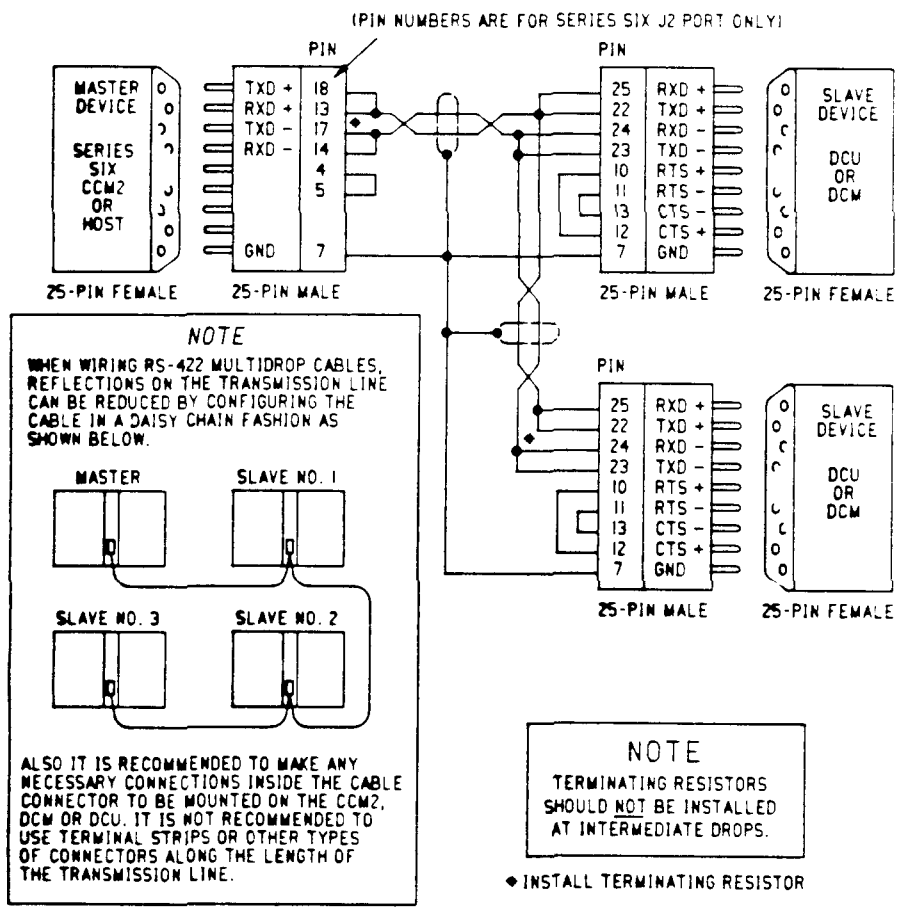 (PIN NUMBERS ARE FOR SERIES SIX J2 PORT ONLY)
PIN
PIN
MASTER DEVICE
SERIES SIX CCM2 OR HOST
TXD + 18
RXD + 13
TXD - 17
RXD - 14
4
5
GND 7
25 RXD +
22 TXD +
24 RXD -
23 TXD -
10 RTS +
11 RTS -
13 CTS -
12 CTS +
7 GND
SLAVE DEVICE
DCU OR DCM
25-PIN FEMALE
25-PIN MALE
25-PIN MALE
25-PIN FEMALE
NOTE
WHEN WIRING RS-422 MULTIDROP CABLES,
REFLECTIONS ON THE TRANSMISSION LINE
CAN BE REDUCED BY CONFIGURING THE
CABLE IN A DAISY CHAIN FASHION AS
SHOWN BELOW.
MASTER
SLAVE NO. 1
SLAVE NO. 3
SLAVE NO. 2
ALSO IT IS RECOMMENDED TO MAKE ANY
NECESSARY CONNECTIONS INSIDE THE CABLE
CONNECTOR TO BE MOUNTED ON THE CCM2,
DCM OR DCU. IT IS NOT RECOMMENDED TO
USE TERMINAL STRIPS OR OTHER TYPES
OF CONNECTORS ALONG THE LENGTH OF
THE TRANSMISSION LINE.
PIN
25 RXD +
22 TXD +
24 RXD -
23 TXD -
10 RTS +
11 RTS -
13 CTS -
12 CTS +
7 GND
SLAVE DEVICE
DCU OR DCM
25-PIN MALE
25-PIN FEMALE
NOTE
TERMINATING RESISTORS
SHOULD NOT BE INSTALLED
AT INTERMEDIATE DROPS.
◆ INSTALL TERMINATING RESISTOR